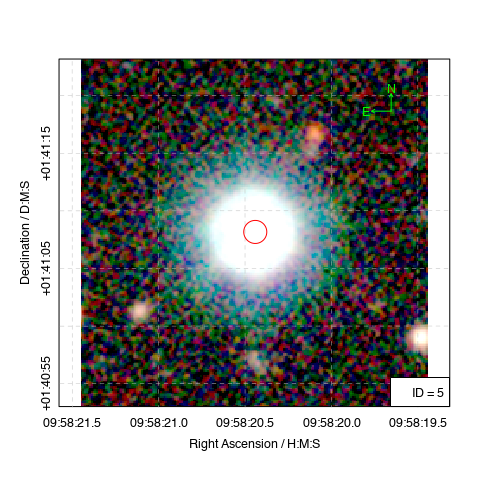 N
E
+01:41:15
+01:41:05
+01:40:55
Declination / D:M:S
ID = 5
09:58:21.5 09:58:21.0 09:58:20.5 09:58:20.0 09:58:19.5
Right Ascension / H:M:S